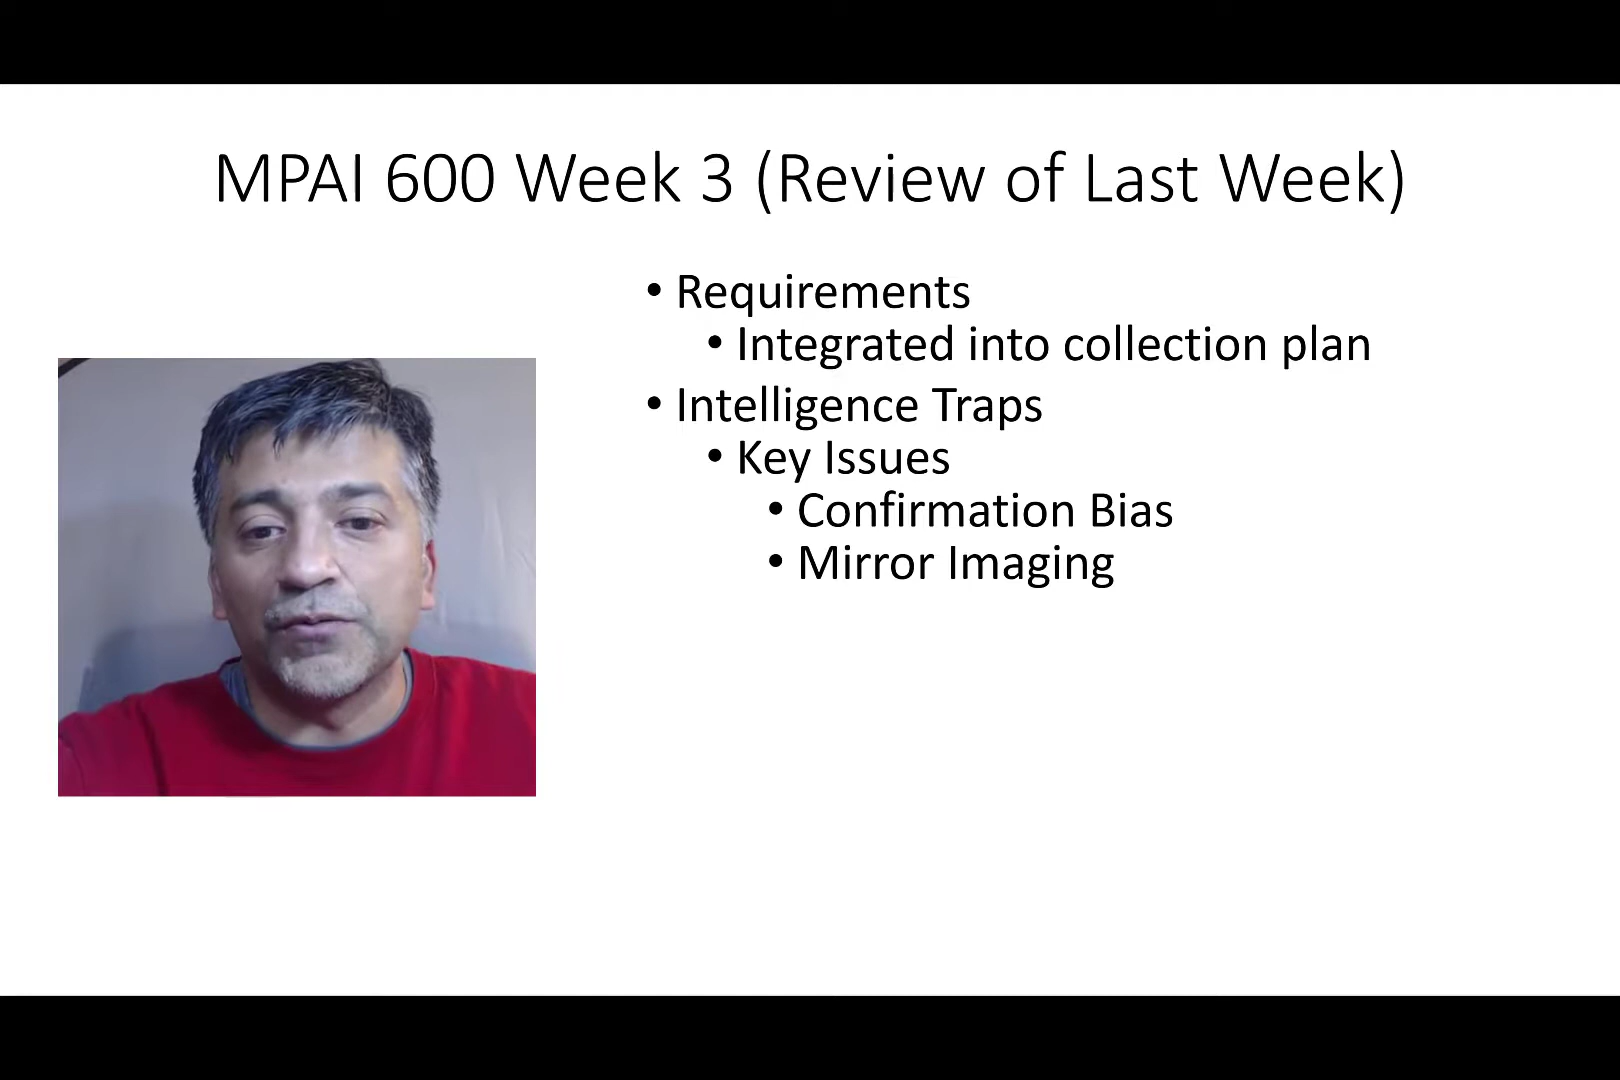 MPAI 600 Week 3 (Review of Last Week)
• Requirements
• Integrated into collection plan
• Intelligence Traps
• Key Issues
• Confirmation Bias
• Mirror Imaging